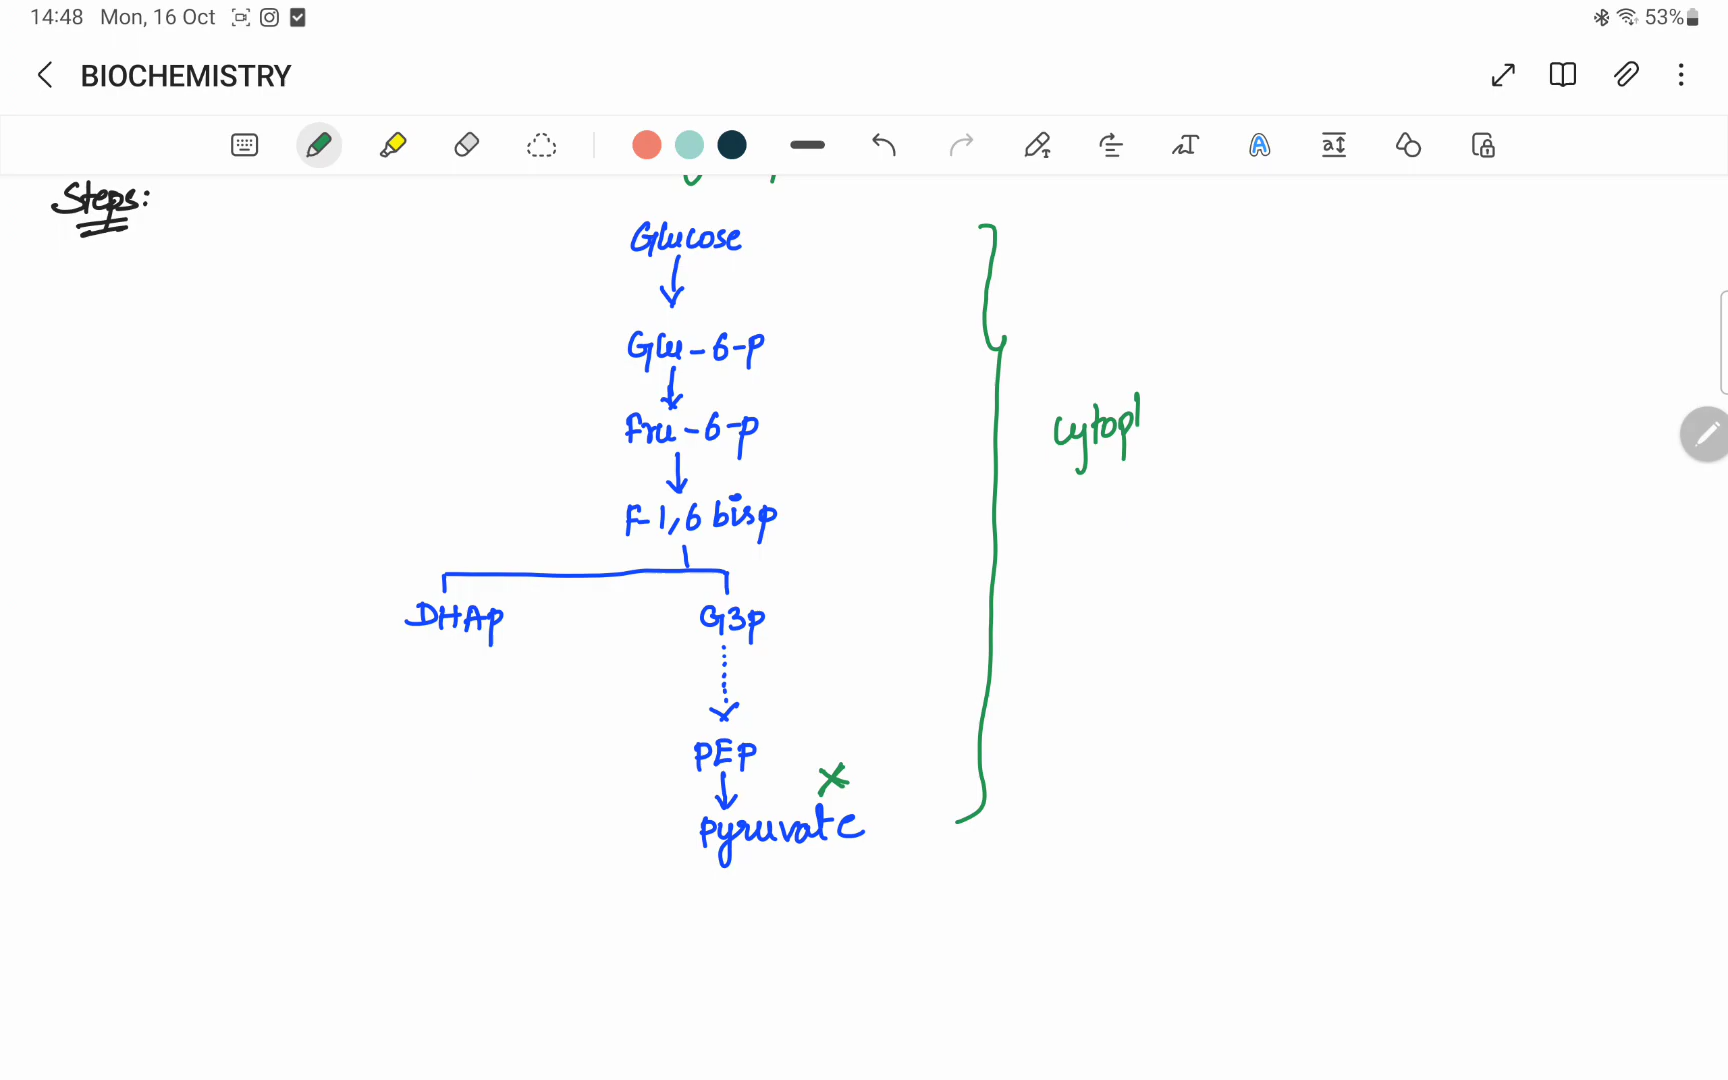 14:48 Mon, 16 Oct 53%
BIOCHEMISTRY
Steps:
Glucose
Glu-6-p
Fru-6-p
F-1,6 bisp
DHAp G3p
PEP
pyruvate
cytopl